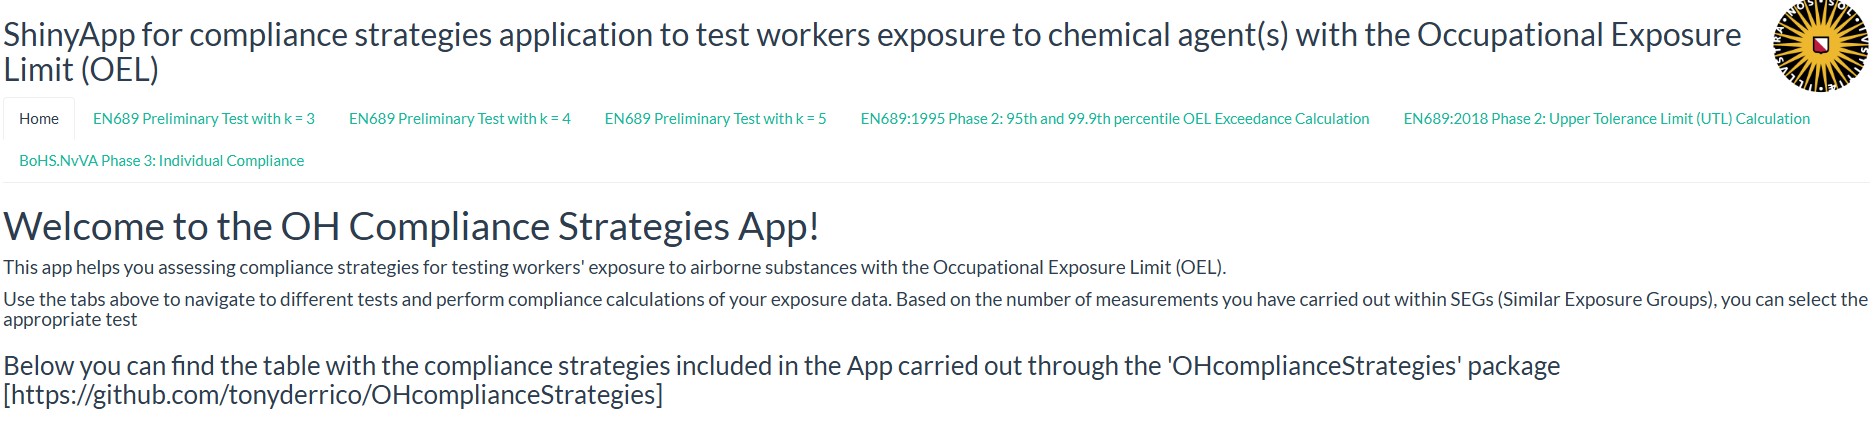 ShinyApp for compliance strategies application to test workers exposure to chemical agent(s) with the Occupational Exposure
Limit (OEL)
Home EN689 Preliminary Test with k = 3 EN689 Preliminary Test with k = 4 EN689 Preliminary Test with k = 5 EN689:1995 Phase 2: 95th and 99.9th percentile OEL Exceedance Calculation EN689:2018 Phase 2: Upper Tolerance Limit (UTL) Calculation
BoHS.NvVA Phase 3: Individual Compliance
Welcome to the OH Compliance Strategies App!
This app helps you assessing compliance strategies for testing workers' exposure to airborne substances with the Occupational Exposure Limit (OEL).
Use the tabs above to navigate to different tests and perform compliance calculations of your exposure data. Based on the number of measurements you have carried out within SEGs (Similar Exposure Groups), you can select the
appropriate test
Below you can find the table with the compliance strategies included in the App carried out through the 'OHcomplianceStrategies' package
[https://github.com/tonyderrico/OHcomplianceStrategies]